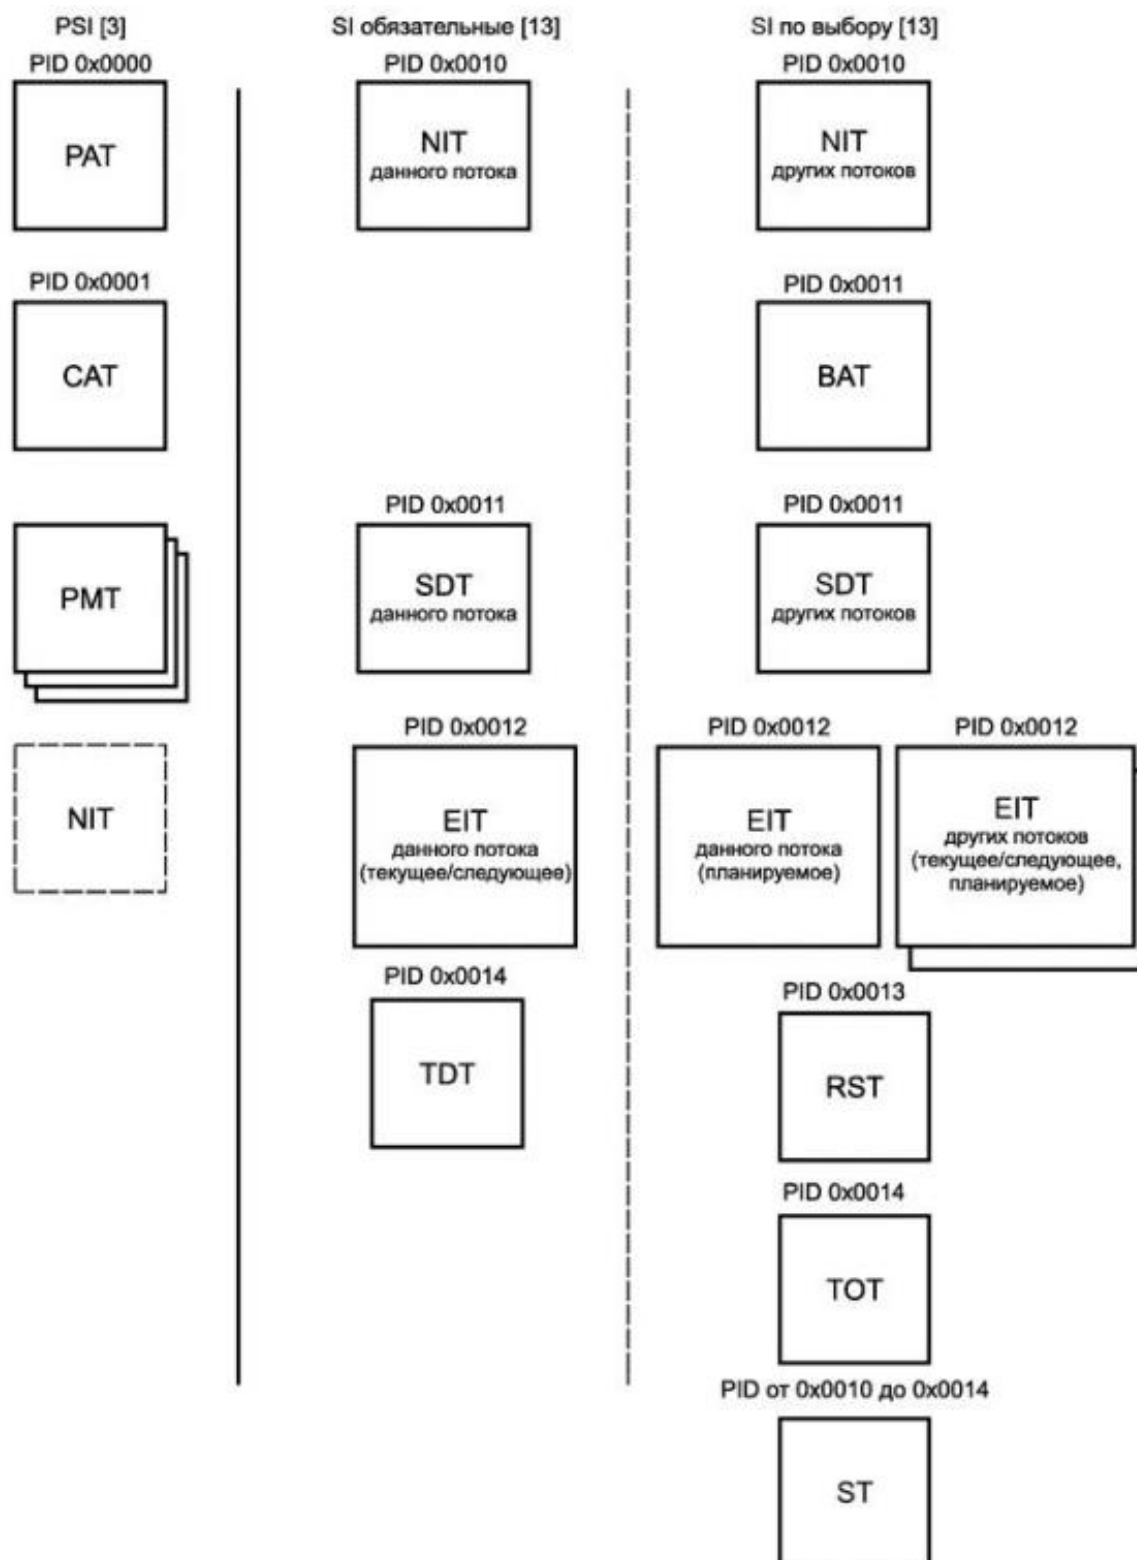 PSI [3]
SI обязательные [13]
SI по выбору [13]
PID 0x0000
PID 0x0010
PID 0x0010
PAT
NIT
данного потока
NIT
других потоков
PID 0x0001
PID 0x0011
CAT
BAT
PID 0x0011
PID 0x0011
PMT
SDT
данного потока
SDT
других потоков
PID 0x0012
PID 0x0012
PID 0x0012
NIT
EIT
данного потока
(текущее/следующее)
EIT
данного потока
(планируемое)
EIT
других потоков
(текущее/следующее,
планируемое)
PID 0x0014
TDT
PID 0x0013
RST
PID 0x0014
TOT
PID от 0x0010 до 0x0014
ST